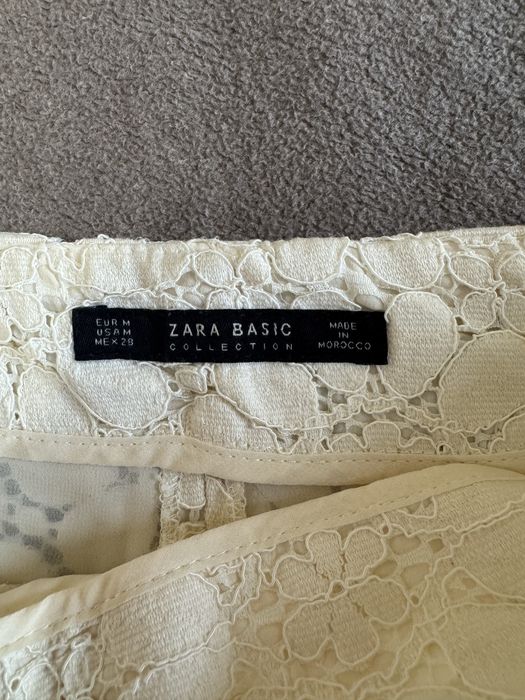 EUR M
USA M
MEX 28
ZARA BASIC
COLLECTION
MADE
IN
MOROCCO